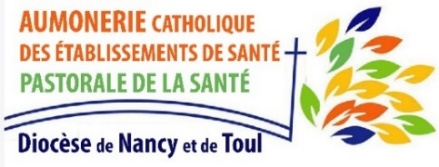 AUMONERIE CATHOLIQUE
DES ÉTABLISSEMENTS DE SANTÉ
PASTORALE DE LA SANTÉ
Diocèse de Nancy et de Toul